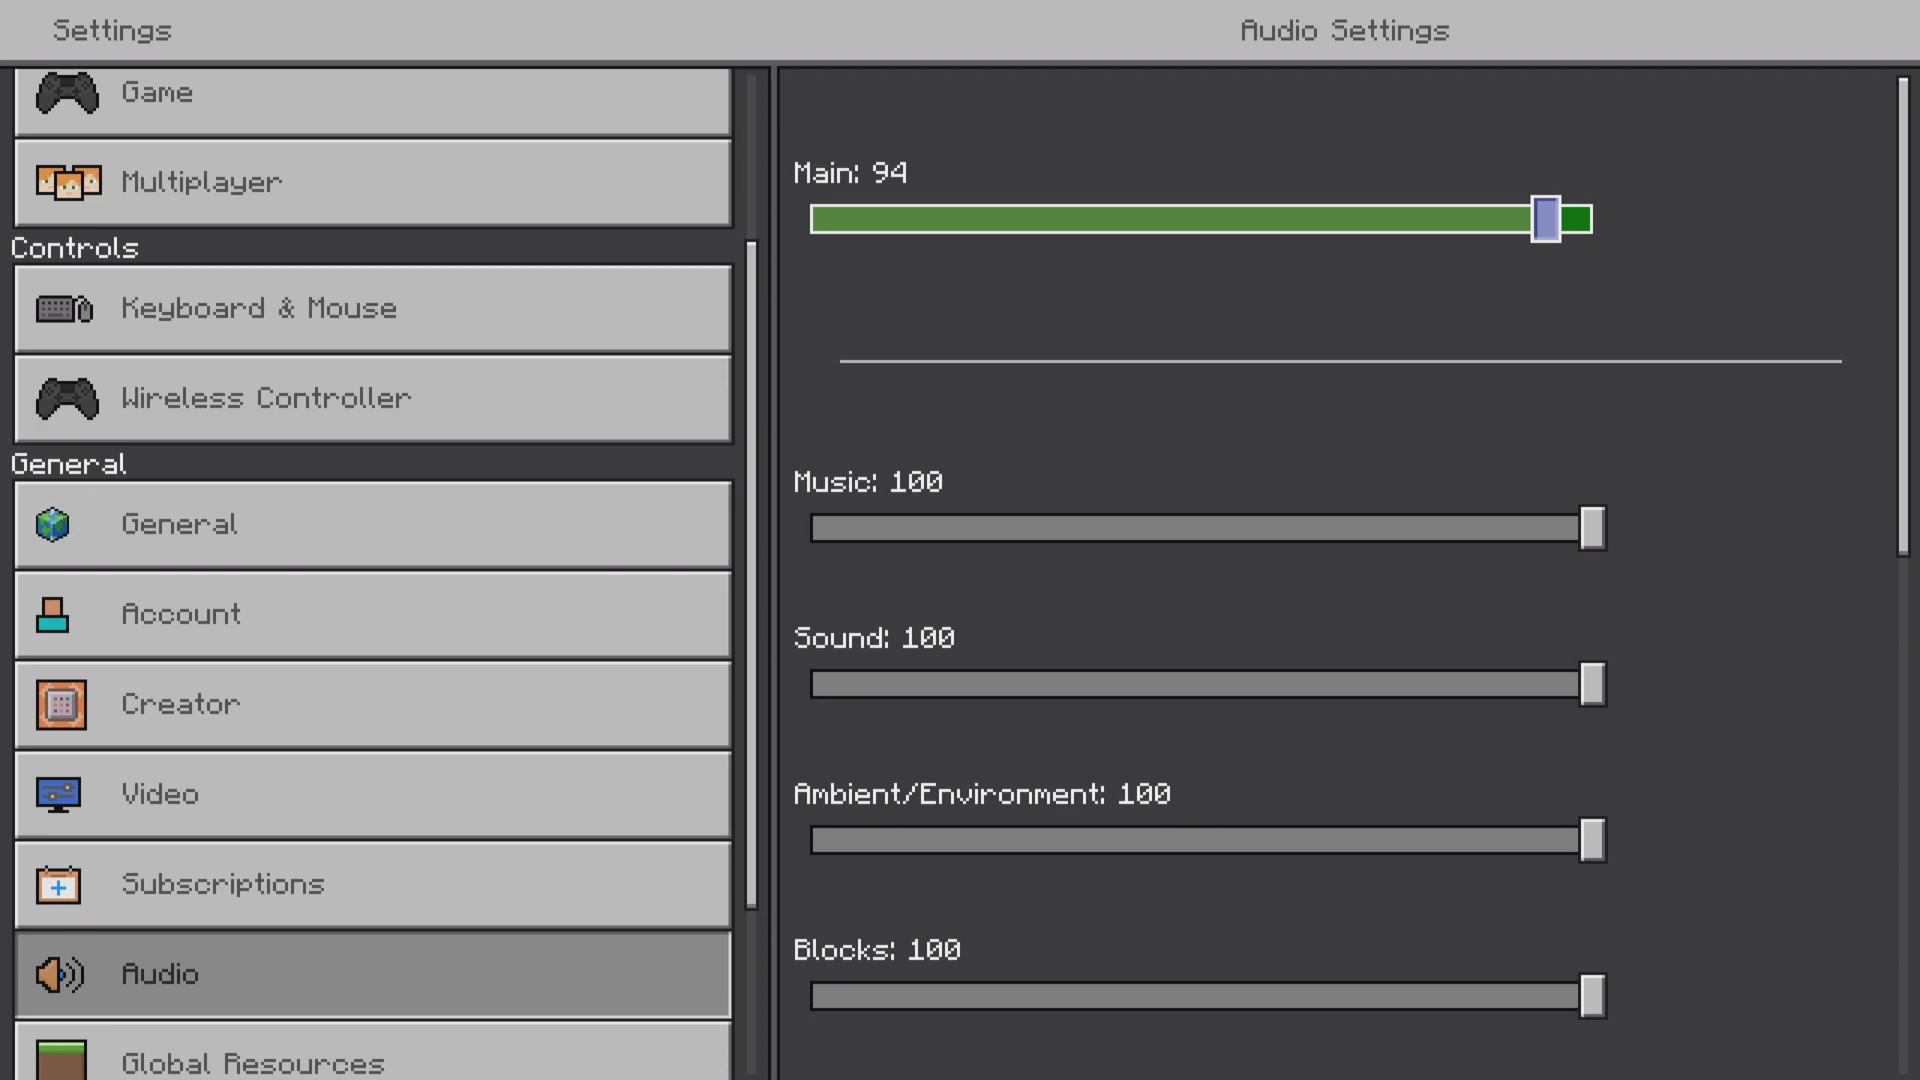 Settings
Audio Settings
Game
Multiplayer
Controls
Keyboard & Mouse
Wireless Controller
General
General
Account
Creator
Video
Subscriptions
Audio
Global Resources
Main: 94
Music: 100
Sound: 100
Ambient/Environment: 100
Blocks: 100